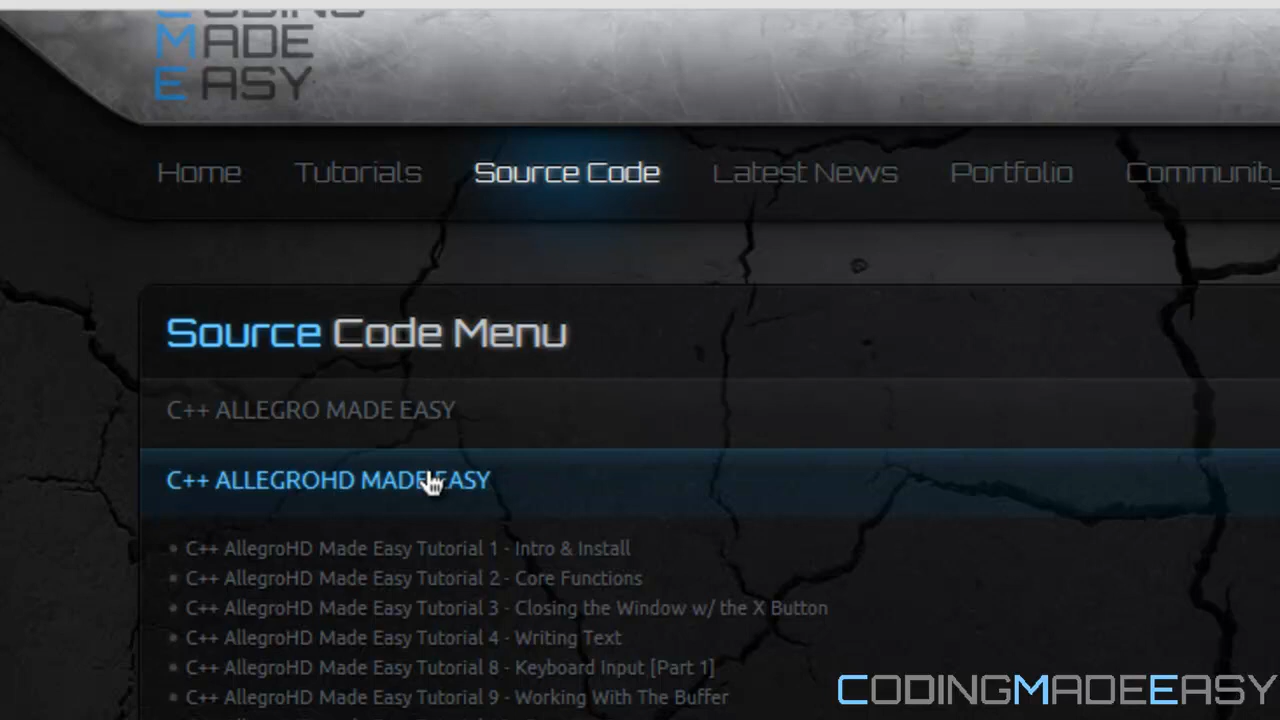 CODING
MADE
EASY
Home Tutorials Source Code Latest News Portfolio Community
Source Code Menu
C++ ALLEGRO MADE EASY
C++ ALLEGROHD MADE EASY
C++ AllegroHD Made Easy Tutorial 1 - Intro & Install
C++ AllegroHD Made Easy Tutorial 2 - Core Functions
C++ AllegroHD Made Easy Tutorial 3 - Closing the Window w/ the X Button
C++ AllegroHD Made Easy Tutorial 4 - Writing Text
C++ AllegroHD Made Easy Tutorial 8 - Keyboard Input [Part 1]
C++ AllegroHD Made Easy Tutorial 9 - Working With The Buffer
CODINGMADEEASY